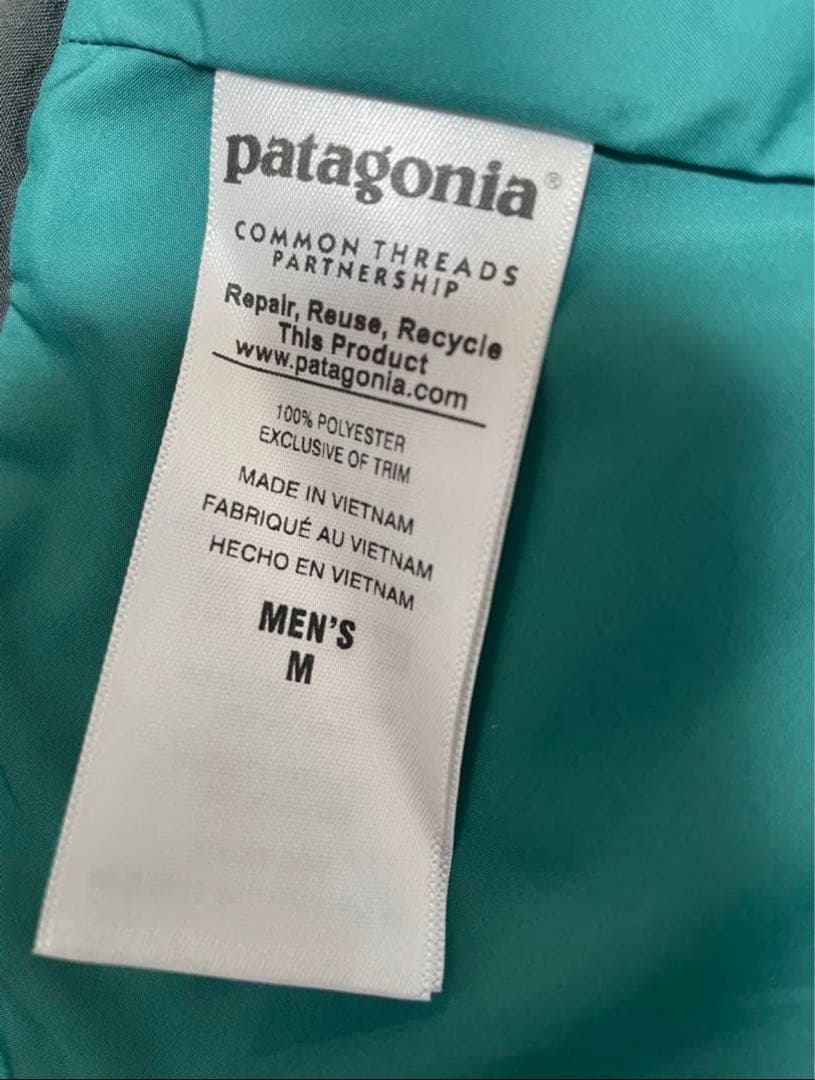 patagonia®
COMMON THREADS
PARTNERSHIP
Repair, Reuse, Recycle
This Product
www.patagonia.com
100% POLYESTER
EXCLUSIVE OF TRIM
MADE IN VIETNAM
FABRIQUÉ AU VIETNAM
HECHO EN VIETNAM
MEN'S
M